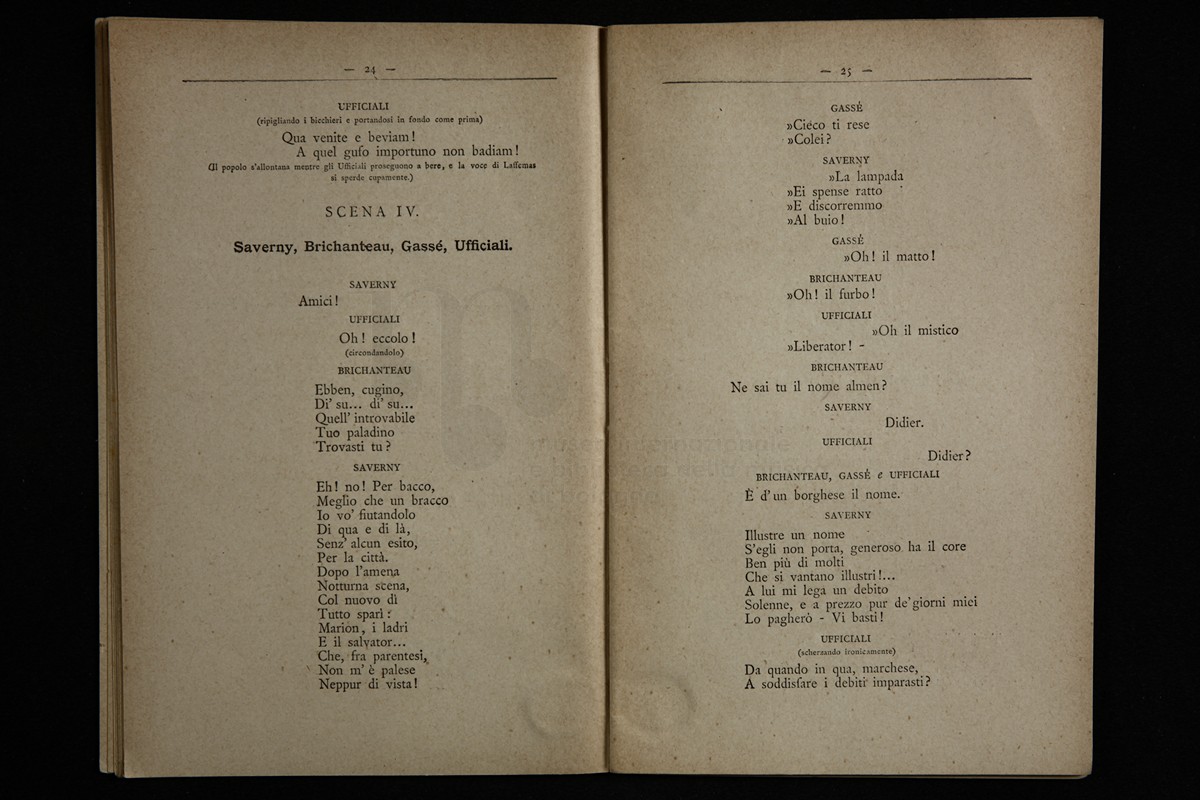 — 24 —
UFFICIALI
(ripigliando i bicchieri e portandosi in fondo come prima)
Qua venite e beviam!
A quel gufo importuno non badiam!
(Il popolo s'allontana mentre gli Ufficiali proseguono a bere, e la voce di Laffemas
si sperde cupamente.)
SCENA IV.
Saverny, Brichanteau, Gassé, Ufficiali.
SAVERNY
Amici!
UFFICIALI
Oh! eccolo!
(circondandolo)
BRICHANTEAU
Ebben, cugino,
Di' su... di' su...
Quell' introvabile
Tuo paladino
Trovasti tu?
SAVERNY
Eh! no! Per bacco,
Meglio che un bracco
Io vo' fiutandolo
Di qua e di là,
Senz' alcun esito,
Per la città.
Dopo l'amena
Notturna scena,
Col nuovo dì
Tutto sparì:
Marion, i ladri
E il salvator...
Che, fra parentesi,
Non m' è palese
Neppur di vista!
— 25 —
GASSÉ
»Cieco ti rese
»Colei?
SAVERNY
»La lampada
»Ei spense ratto
»E discorremmo
»Al buio!
GASSÉ
»Oh! il matto!
BRICHANTEAU
»Oh! il furbo!
UFFICIALI
»Oh il mistico
»Liberator! -
BRICHANTEAU
Ne sai tu il nome almen?
SAVERNY
Didier.
UFFICIALI
Didier?
BRICHANTEAU, GASSÉ e UFFICIALI
È d' un borghese il nome.
SAVERNY
Illustre un nome
S'egli non porta, generoso ha il core
Ben più di molti
Che si vantano illustri!...
A lui mi lega un debito
Solenne, e a prezzo pur de' giorni miei
Lo pagherò - Vi basti!
UFFICIALI
(scherzando ironicamente)
Da quando in qua, marchese,
A soddisfare i debiti imparasti?